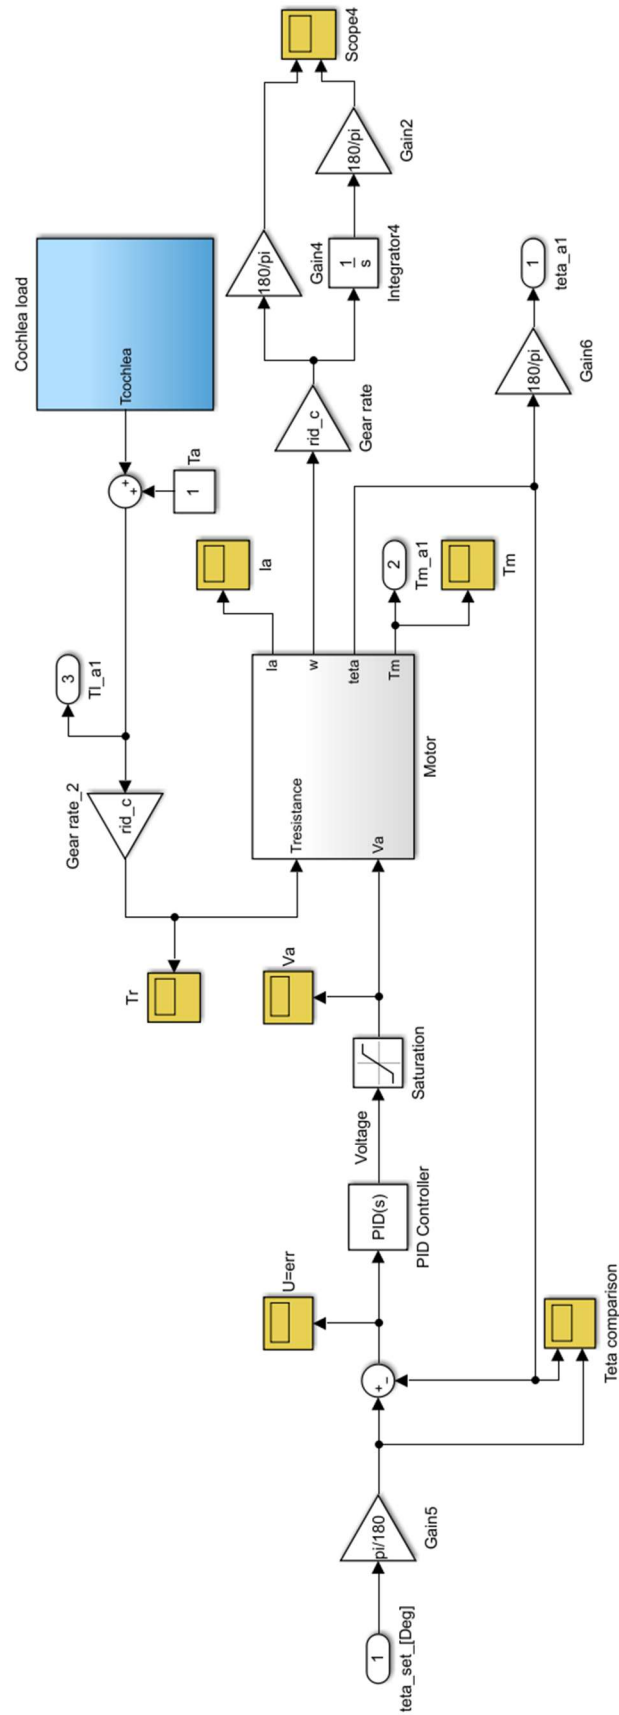 Cochlea load
Tcochlea
3
Tl_a1
+
+
1
Ta
Gear rate_2
rid_c
Tr
Ia
180/pi
Gain4
Scope4
180/pi
Gain2
1
s
Integrator4
rid_c
Gear rate
Tresistance
Va
Ia
w
teta
Tm
Motor
2
Tm_a1
Tm
180/pi
Gain6
1
teta_a1
1
teta_set_[Deg]
pi/180
Gain5
+
-
U=err
PID(s)
PID Controller
Voltage
Saturation
Va
Teta comparison